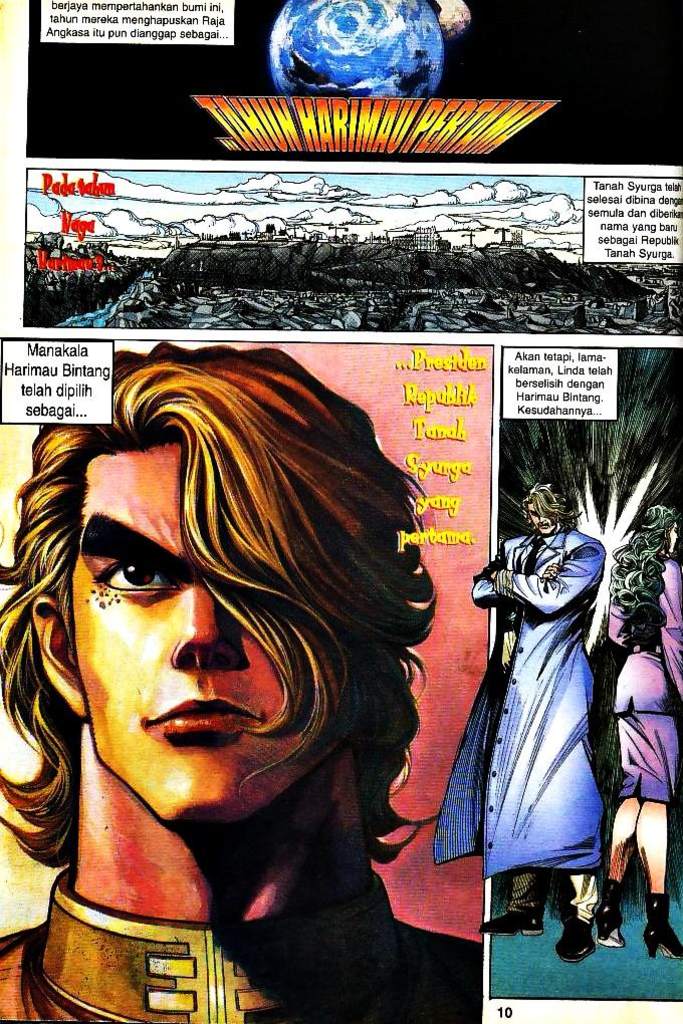 berjaya mempertahankan bumi ini,
tahun mereka menghapuskan Raja
Angkasa itu pun dianggap sebagai...
...TAHUN HARIMAU PERTAMA
Pada tahun
Naga
Harimau 3...
Tanah Syurga telah
selesai dibina dengan
semula dan diberikan
nama yang baru
sebagai Republik
Tanah Syurga.
Manakala
Harimau Bintang
telah dipilih
sebagai...
...Presiden
Republik
Tanah
Syurga
yang
pertama.
Akan tetapi, lama-
kelaman, Linda telah
berselisih dengan
Harimau Bintang.
Kesudahannya...
10